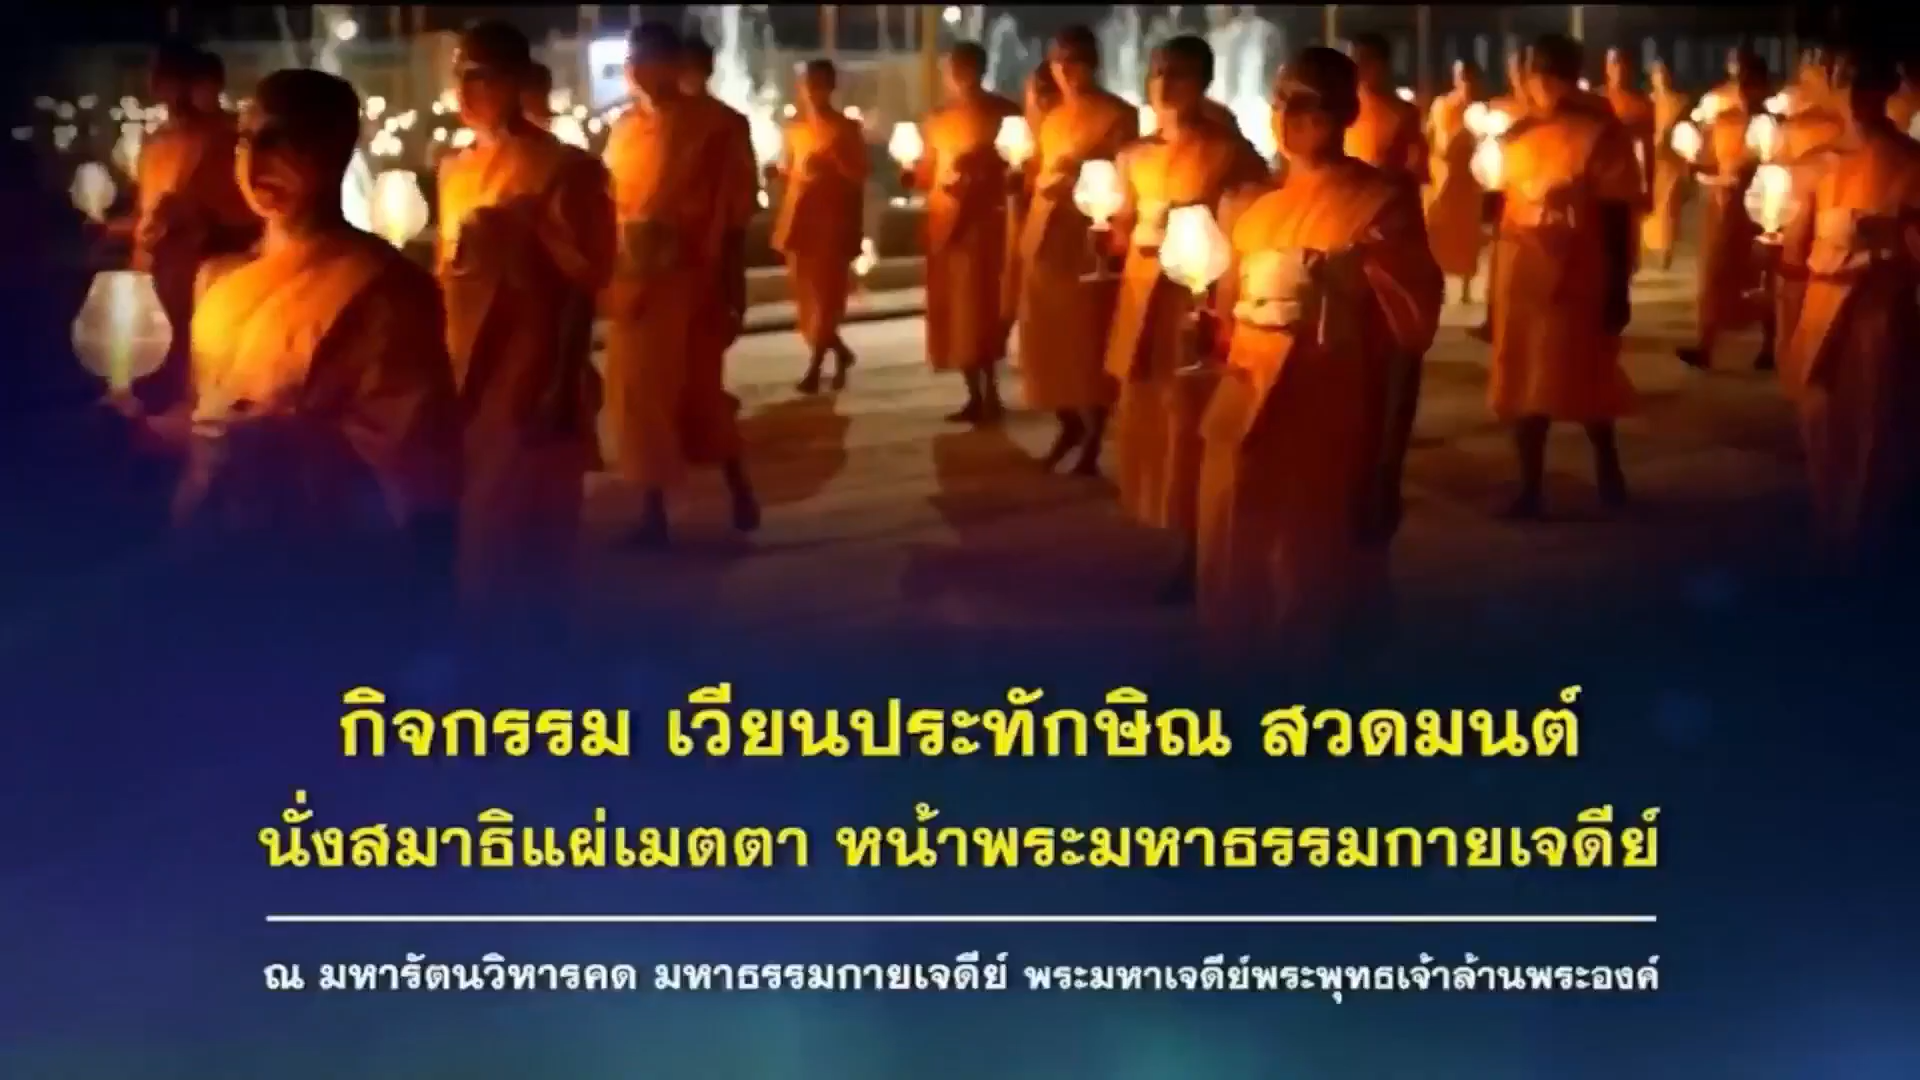 กิจกรรม เวียนประทักษิณ สวดมนต์
นั่งสมาธิแผ่เมตตา หน้าพระมหาธรรมกายเจดีย์
ณ มหารัตนวิหารคด มหาธรรมกายเจดีย์ พระมหาเจดีย์พระพุทธเจ้าล้านพระองค์